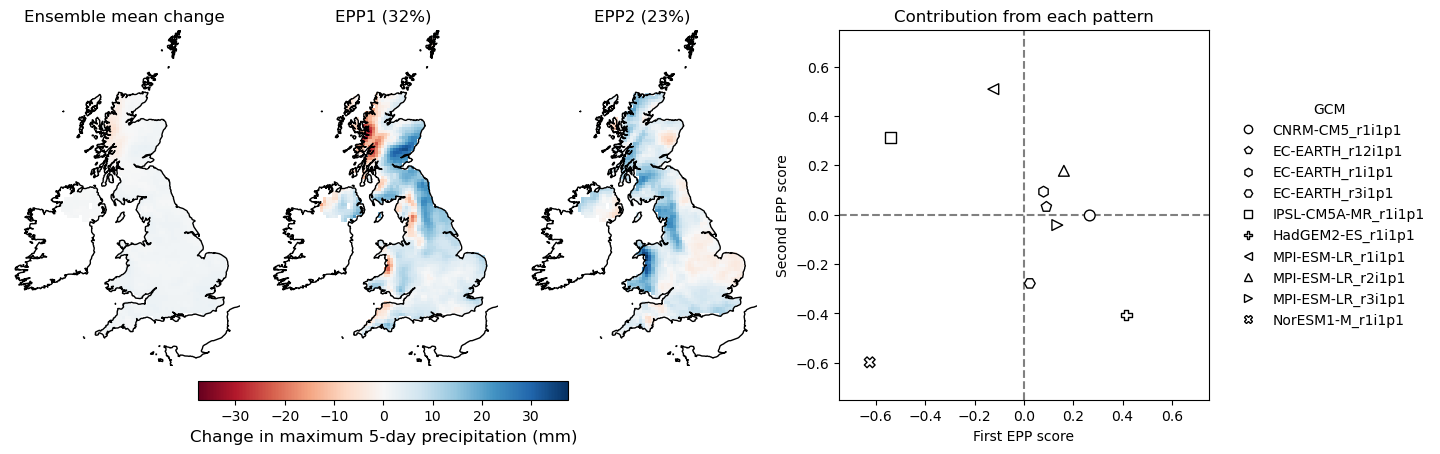 Ensemble mean change
EPP1 (32%)
EPP2 (23%)
−30 −20 −10 0 10 20 30
Change in maximum 5-day precipitation (mm)
Contribution from each pattern
Second EPP score
0.6
0.4
0.2
0.0
−0.2
−0.4
−0.6
−0.6 −0.4 −0.2 0.0 0.2 0.4 0.6
First EPP score
GCM
CNRM-CM5_r1i1p1
EC-EARTH_r12i1p1
EC-EARTH_r1i1p1
EC-EARTH_r3i1p1
IPSL-CM5A-MR_r1i1p1
HadGEM2-ES_r1i1p1
MPI-ESM-LR_r1i1p1
MPI-ESM-LR_r2i1p1
MPI-ESM-LR_r3i1p1
NorESM1-M_r1i1p1